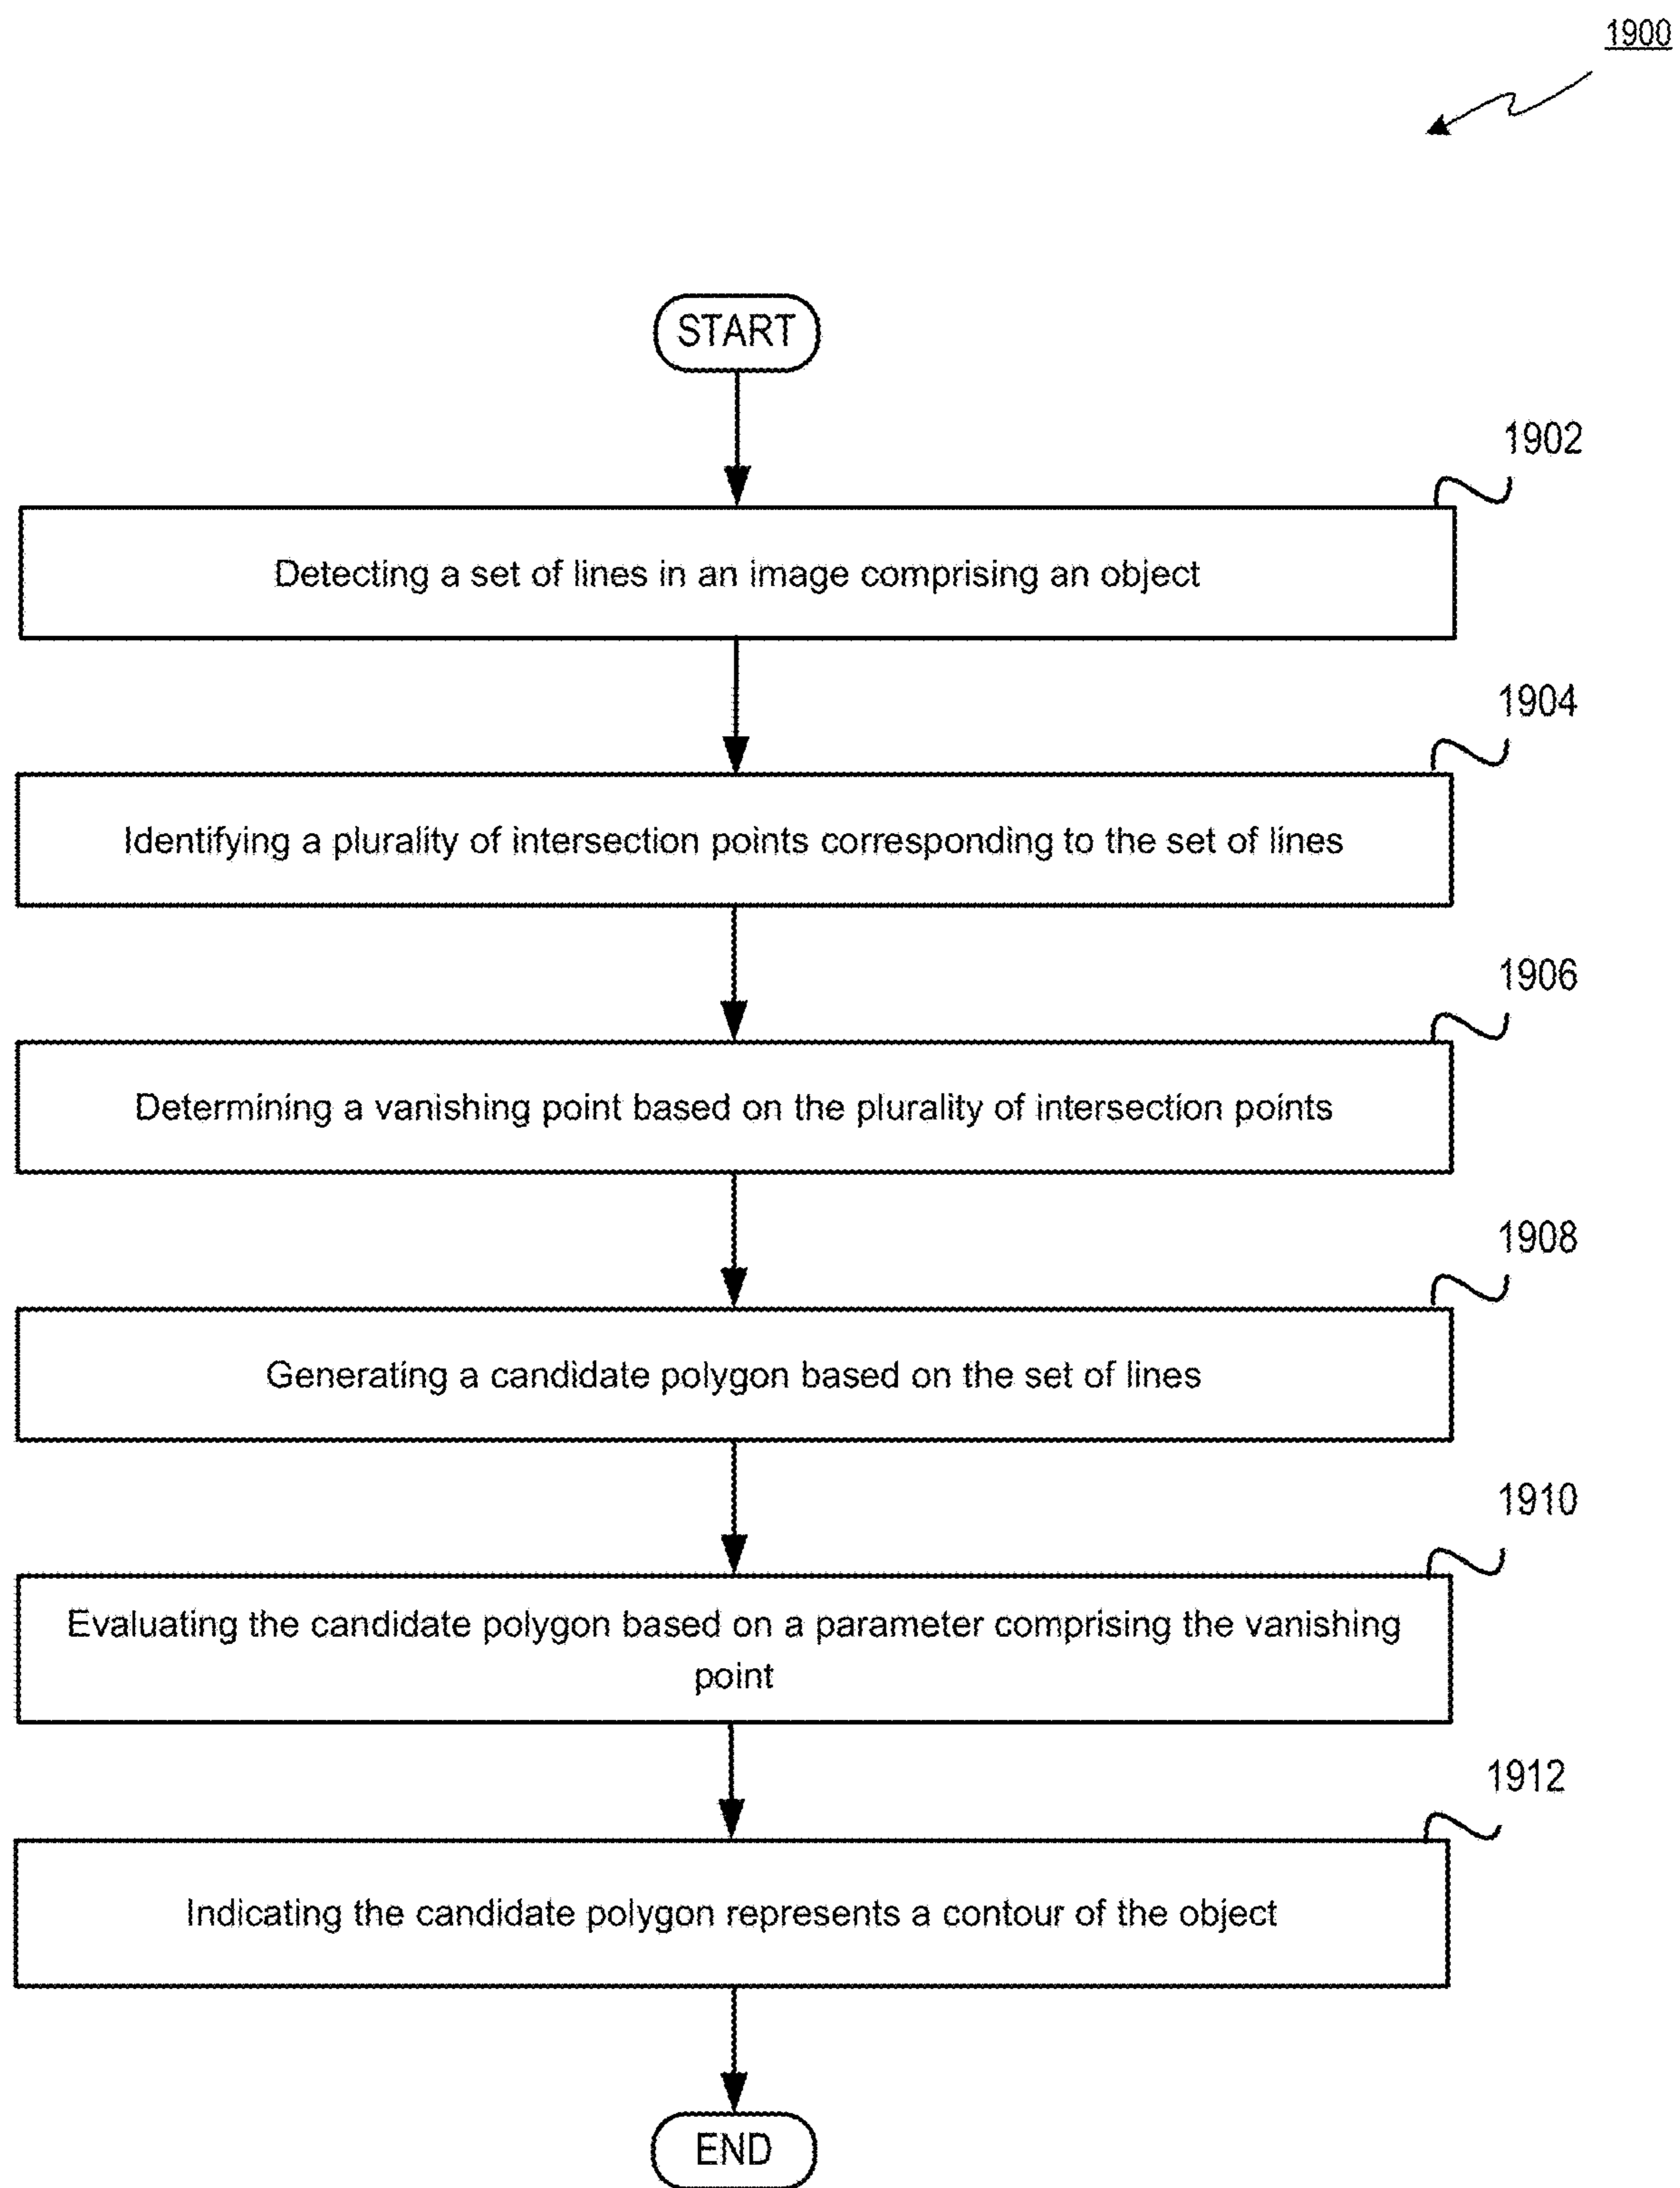 1900
START
1902
Detecting a set of lines in an image comprising an object
1904
Identifying a plurality of intersection points corresponding to the set of lines
1906
Determining a vanishing point based on the plurality of intersection points
1908
Generating a candidate polygon based on the set of lines
1910
Evaluating the candidate polygon based on a parameter comprising the vanishing
point
1912
Indicating the candidate polygon represents a contour of the object
END